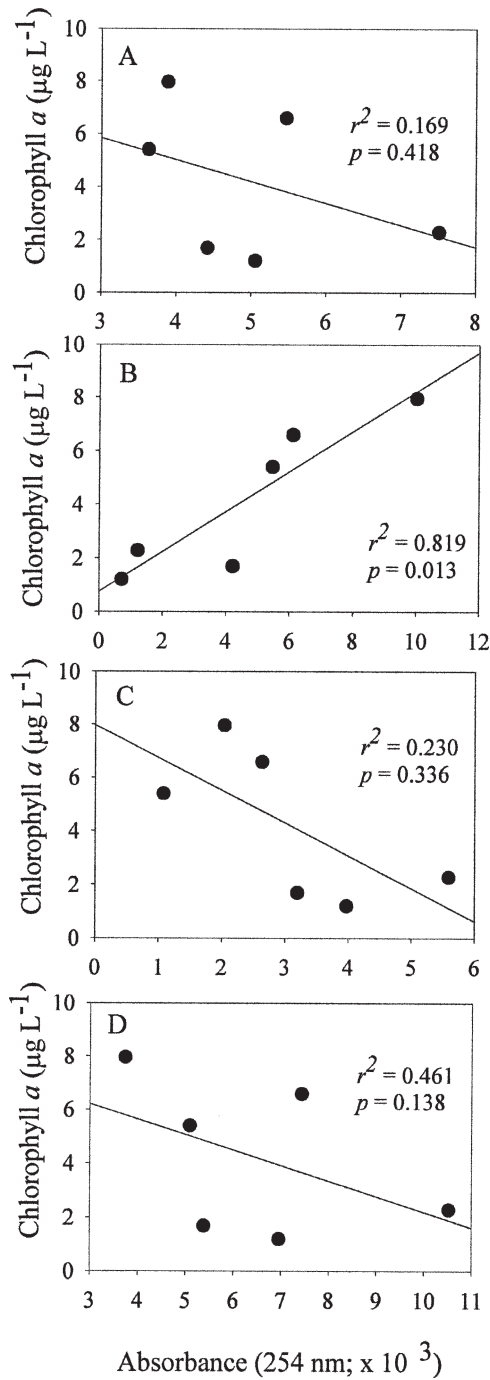 A
Chlorophyll a (µg L-1)
10
8
6
4
2
0
r2 = 0.169
p = 0.418
3 4 5 6 7 8
B
Chlorophyll a (µg L-1)
10
8
6
4
2
0
r2 = 0.819
p = 0.013
0 2 4 6 8 10 12
C
Chlorophyll a (µg L-1)
10
8
6
4
2
0
r2 = 0.230
p = 0.336
0 1 2 3 4 5 6
D
Chlorophyll a (µg L-1)
10
8
6
4
2
0
r2 = 0.461
p = 0.138
3 4 5 6 7 8 9 10 11
Absorbance (254 nm; x 10 3)